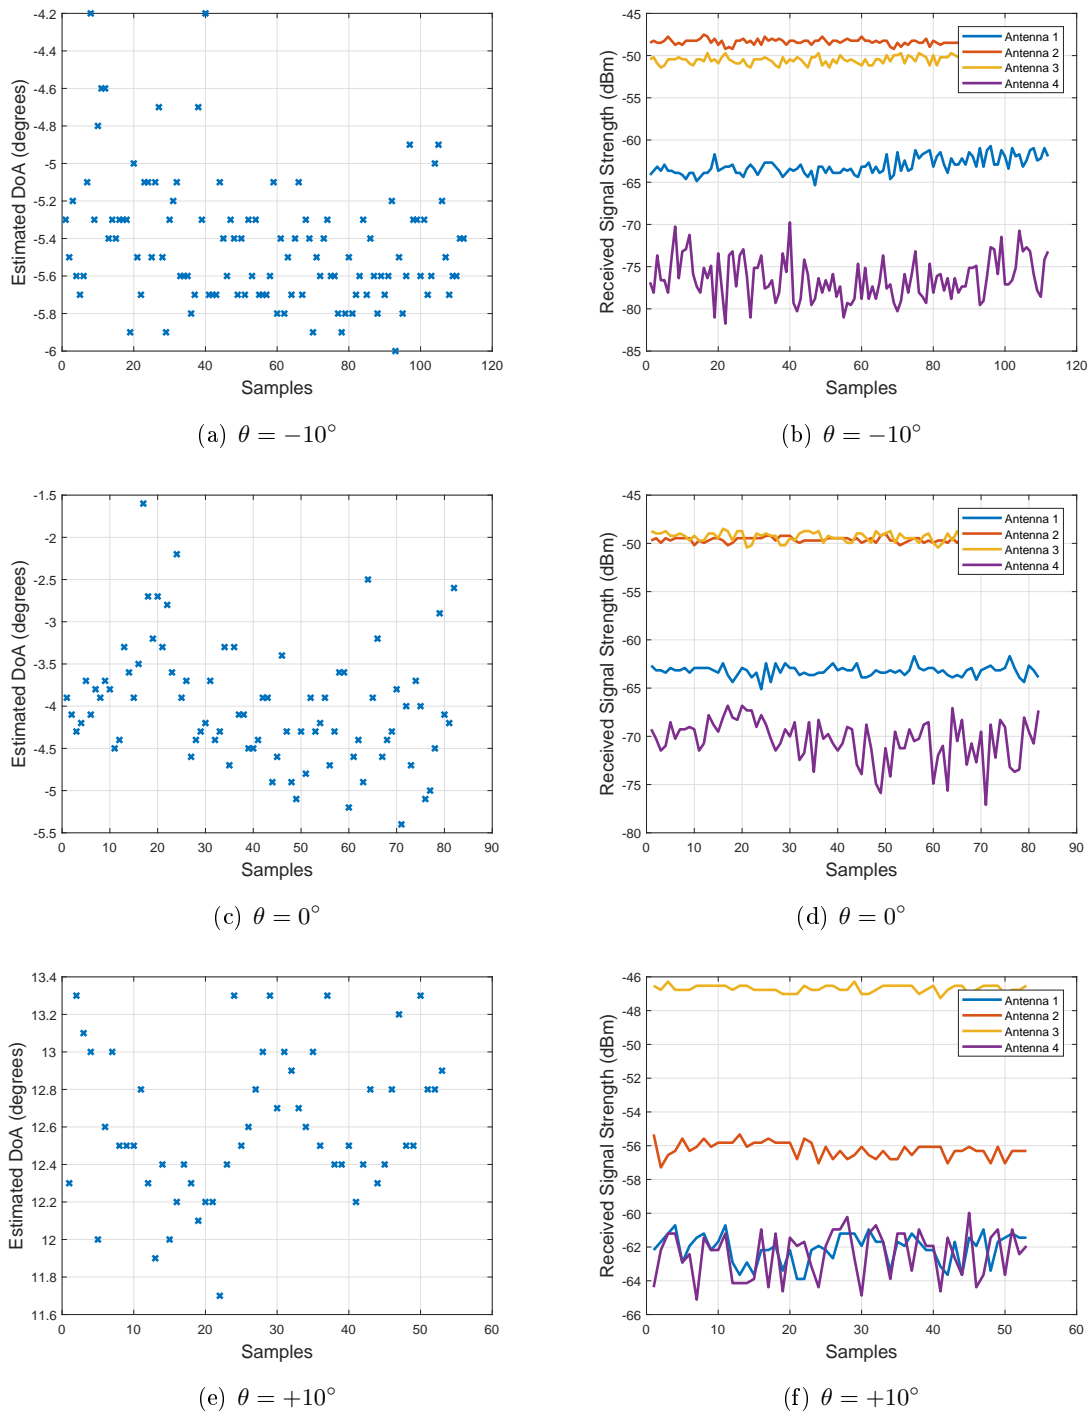 -4.2
-4.4
-4.6
-4.8
-5
-5.2
-5.4
-5.6
-5.8
-6
0 20 40 60 80 100 120
Estimated DoA (degrees)
Samples
(a) θ = −10°
-45
-50
-55
-60
-65
-70
-75
-80
-85
0 20 40 60 80 100 120
Received Signal Strength (dBm)
Samples
Antenna 1
Antenna 2
Antenna 3
Antenna 4
(b) θ = −10°
-1.5
-2
-2.5
-3
-3.5
-4
-4.5
-5
-5.5
0 10 20 30 40 50 60 70 80 90
Estimated DoA (degrees)
Samples
(c) θ = 0°
-45
-50
-55
-60
-65
-70
-75
-80
0 10 20 30 40 50 60 70 80 90
Received Signal Strength (dBm)
Samples
Antenna 1
Antenna 2
Antenna 3
Antenna 4
(d) θ = 0°
13.4
13.2
13
12.8
12.6
12.4
12.2
12
11.8
11.6
0 10 20 30 40 50 60
Estimated DoA (degrees)
Samples
(e) θ = +10°
-46
-48
-50
-52
-54
-56
-58
-60
-62
-64
-66
0 10 20 30 40 50 60
Received Signal Strength (dBm)
Samples
Antenna 1
Antenna 2
Antenna 3
Antenna 4
(f) θ = +10°